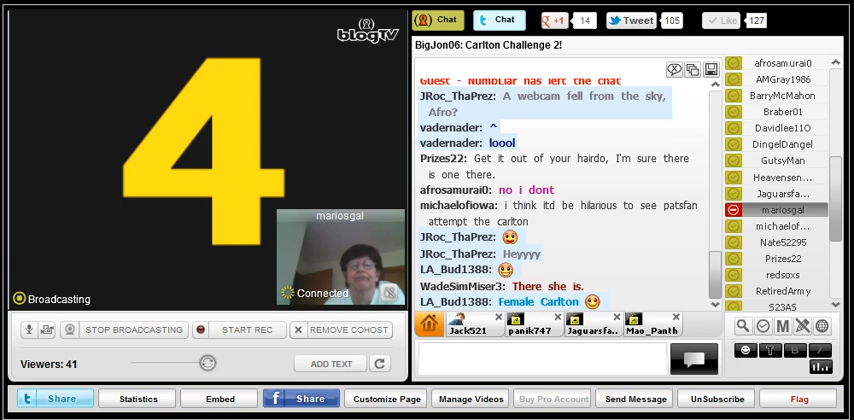 4
blogTV
mariosgal
Connected
Broadcasting
STOP BROADCASTING
START REC
REMOVE COHOST
Viewers: 41
ADD TEXT
Chat
Chat
+1
14
Tweet
105
Like
127
BigJon06: Carlton Challenge 2!
Guest - NumbLiar has left the chat
JRoc_ThaPrez: A webcam fell from the sky,
Afro?
vadernader: ^
vadernader: loool
Prizes22: Get it out of your hairdo, I'm sure there
is one there.
afrosamurai0: no i dont
michaelofiowa: i think itd be hilarious to see patsfan
attempt the carlton
JRoc_ThaPrez:
JRoc_ThaPrez: Heyyyy
LA_Bud1388:
WadeSimMiser3: There she is.
LA_Bud1388: Female Carlton
Jack521
panik747
Jaguarsfa..
Mao_Panth
afrosamurai0
AMGray1986
BarryMcMahon
Braber01
Davidlee11O
DingelDangel
GutsyMan
Heavensen...
Jaguarsfa...
mariosgal
michaelof...
Nate52295
Prizes22
redsoxs
RetiredArmy
S23AS
M
T
B
I
t Share
Statistics
Embed
f Share
Customize Page
Manage Videos
Buy Pro Account
Send Message
UnSubscribe
Flag